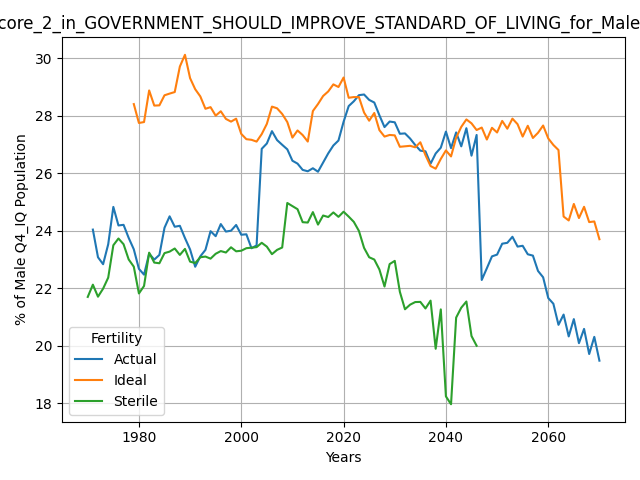 core_2_in_GOVERNMENT_SHOULD_IMPROVE_STANDARD_OF_LIVING_for_Male
% of Male Q4_IQ Population
30
28
26
24
22
20
18
Fertility
Actual
Ideal
Sterile
1980 2000 2020 2040 2060
Years